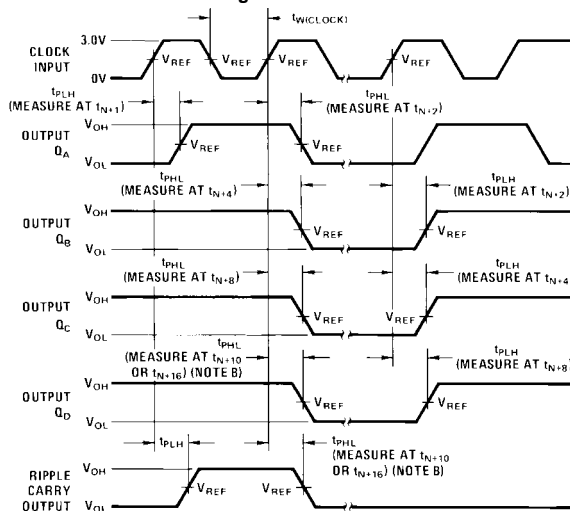 tW(CLOCK)
3.0V
CLOCK
INPUT
0V
VREF VREF VREF VREF
tPLH
(MEASURE AT tN+1)
tPHL
(MEASURE AT tN+2)
OUTPUT
QA
VOH
VOL
VREF VREF
tPHL
(MEASURE AT tN+4)
tPLH
(MEASURE AT tN+2)
OUTPUT
QB
VOH
VOL
VREF VREF
tPHL
(MEASURE AT tN+8)
tPLH
(MEASURE AT tN+4
OUTPUT
QC
VOH
VOL
VREF VREF
tPHL
(MEASURE AT tN+10
OR tN+16) (NOTE B)
tPLH
(MEASURE AT tN+8)
OUTPUT
QD
VOH
VOL
VREF VREF
tPLH
tPHL
(MEASURE AT tN+10
OR tN+16) (NOTE B)
RIPPLE
CARRY
OUTPUT
VOH
VOL
VREF VREF